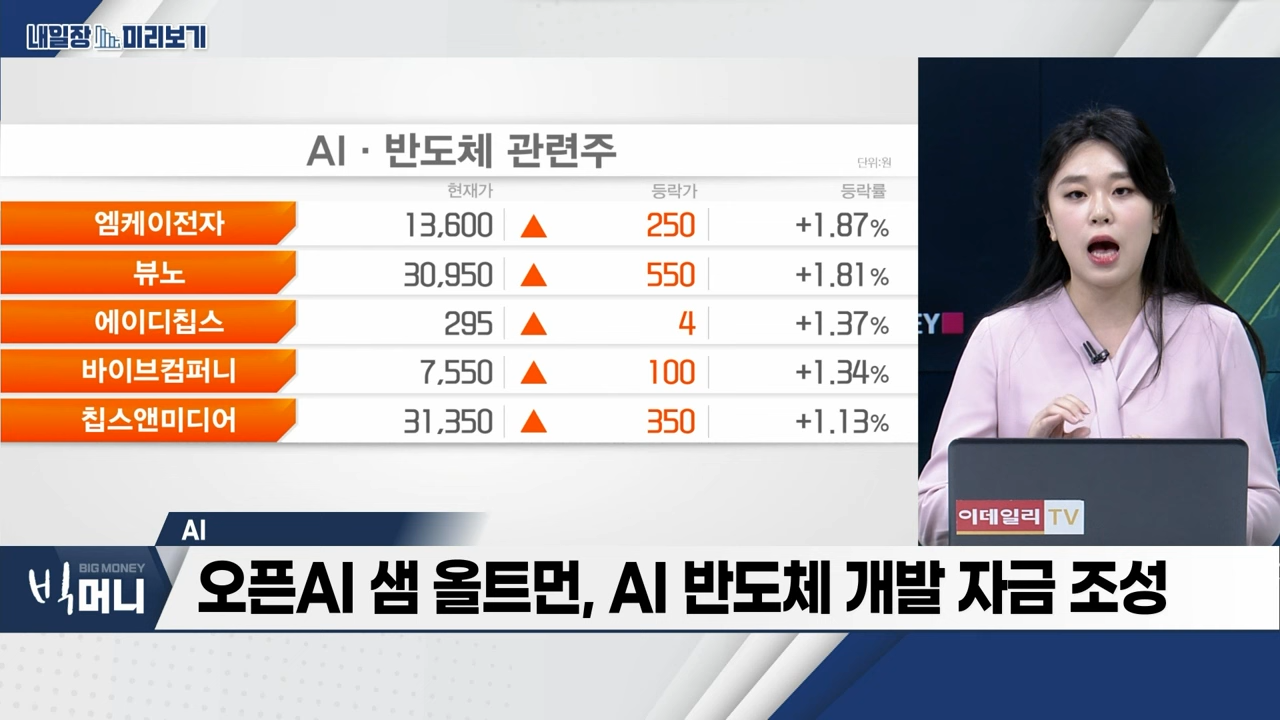 내일장 미리보기
AI · 반도체 관련주
단위:원
현재가 등락가 등락률
엠케이전자 13,600 ▲ 250 +1.87%
뷰노 30,950 ▲ 550 +1.81%
에이디칩스 295 ▲ 4 +1.37%
바이브컴퍼니 7,550 ▲ 100 +1.34%
칩스앤미디어 31,350 ▲ 350 +1.13%
EY
이데일리 TV
AI
BIG MONEY
빅머니
오픈AI 샘 올트먼, AI 반도체 개발 자금 조성